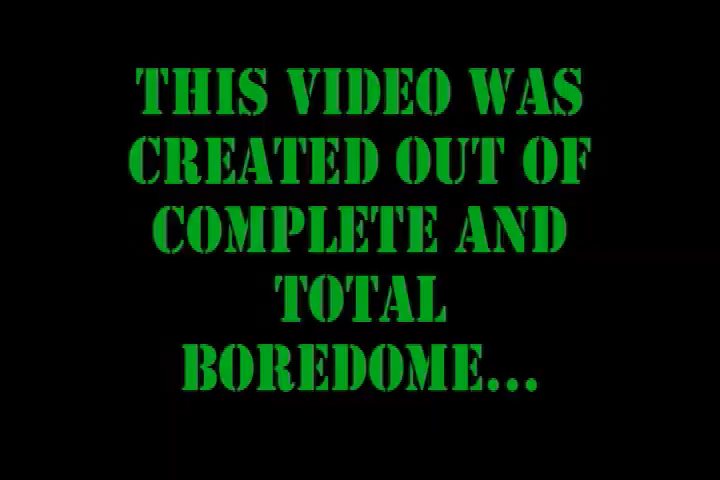 THIS VIDEO WAS
CREATED OUT OF
COMPLETE AND
TOTAL
BOREDOME...